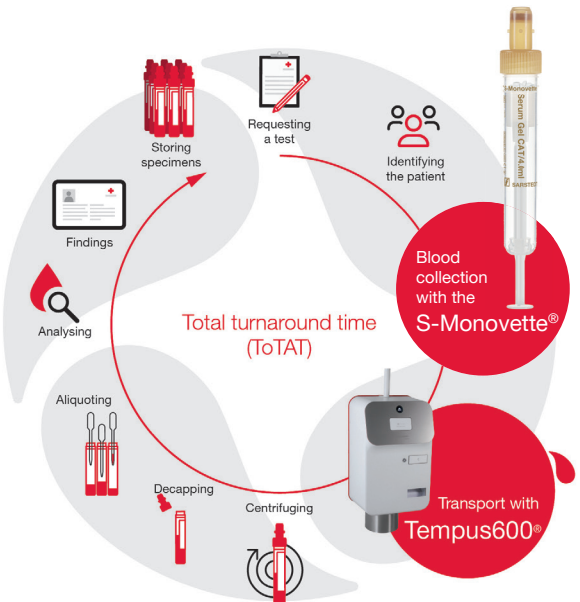 Requesting
a test
Identifying
the patient
S-Monovette®
Serum Gel CAT/4.
SARSTEDT
Blood
collection
with the
S-Monovette®
Transport with
Tempus600®
Centrifuging
Decapping
Aliquoting
Analysing
Findings
Storing
specimens
Total turnaround time
(ToTAT)